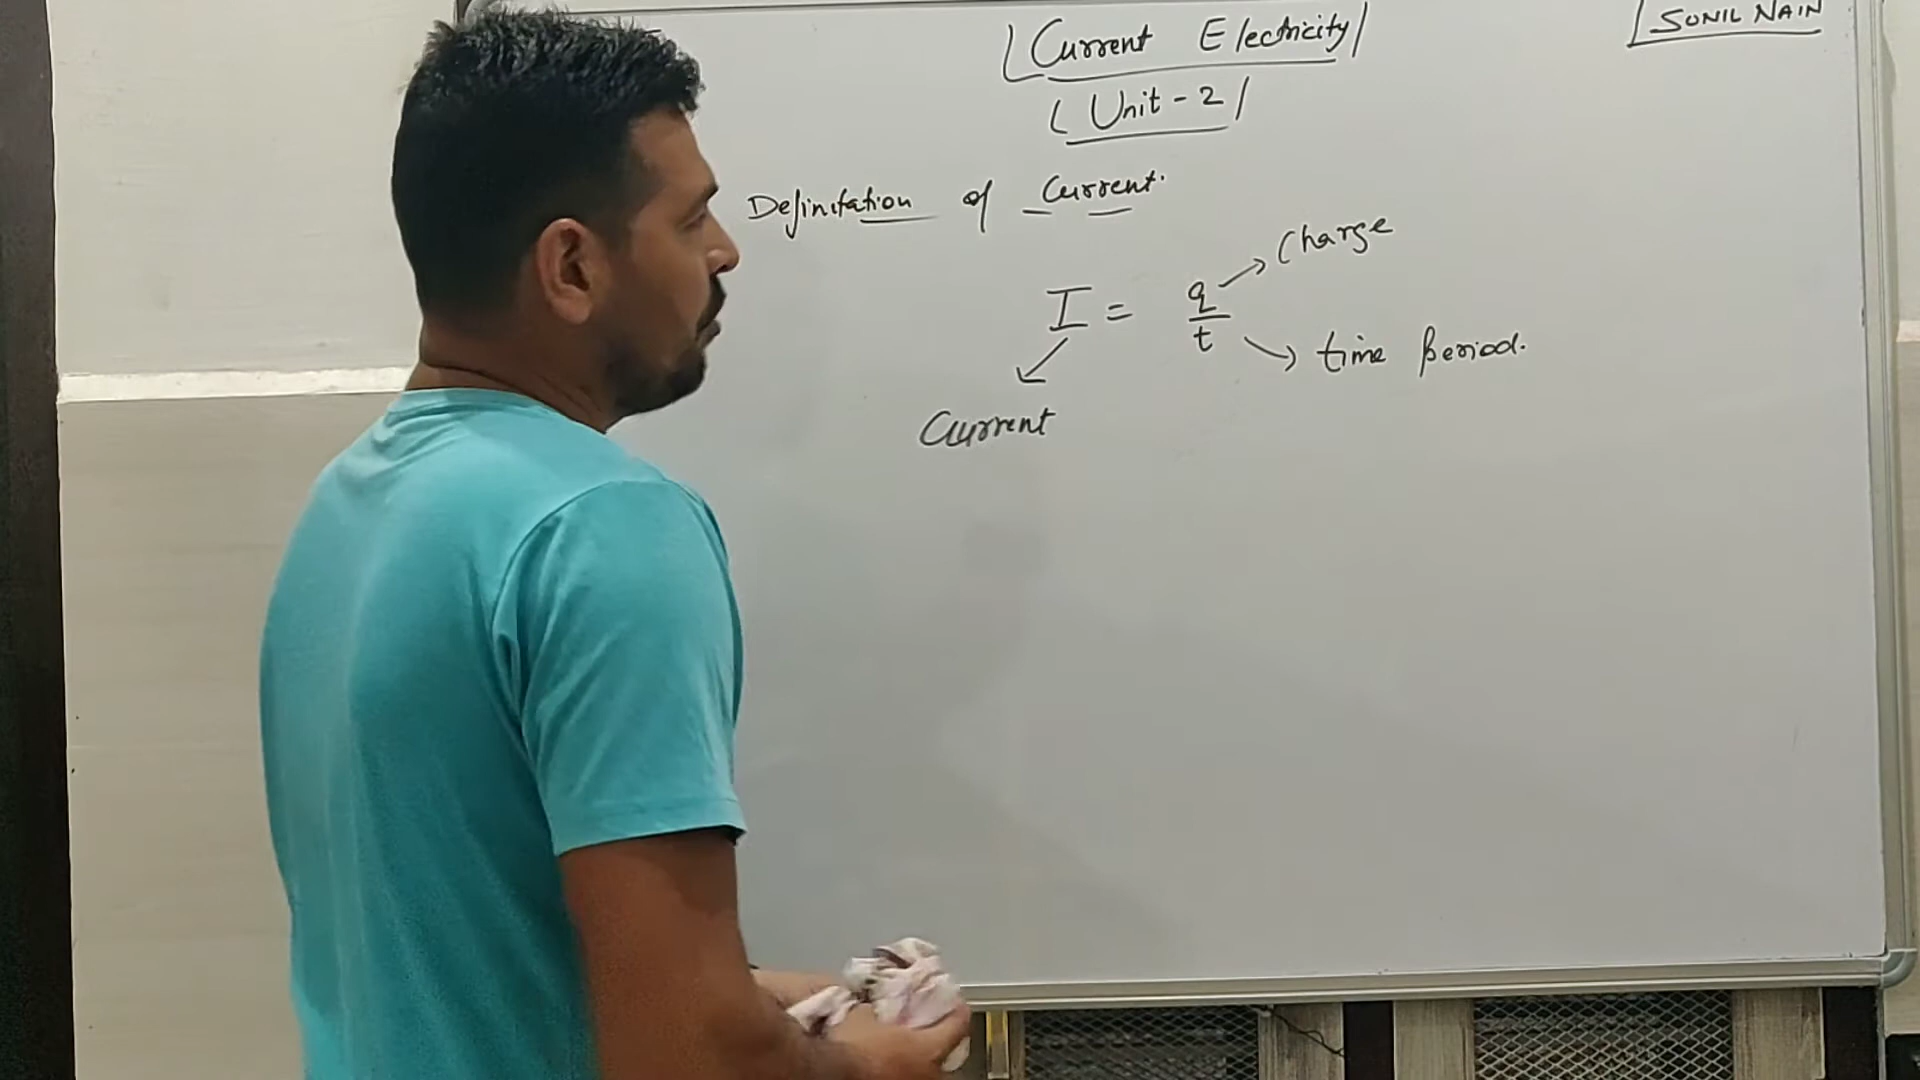 Current Electricity
SONIL NAIN
Unit - 2
Definitation of Current.
Charge
I = q/t
time period.
Current